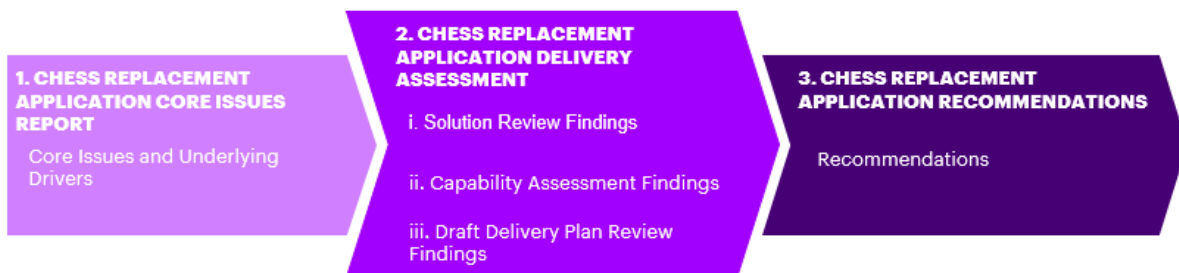 1. CHESS REPLACEMENT
APPLICATION CORE ISSUES
REPORT
Core Issues and Underlying
Drivers
2. CHESS REPLACEMENT
APPLICATION DELIVERY
ASSESSMENT
i. Solution Review Findings
ii. Capability Assessment Findings
iii. Draft Delivery Plan Review
Findings
3. CHESS REPLACEMENT
APPLICATION RECOMMENDATIONS
Recommendations